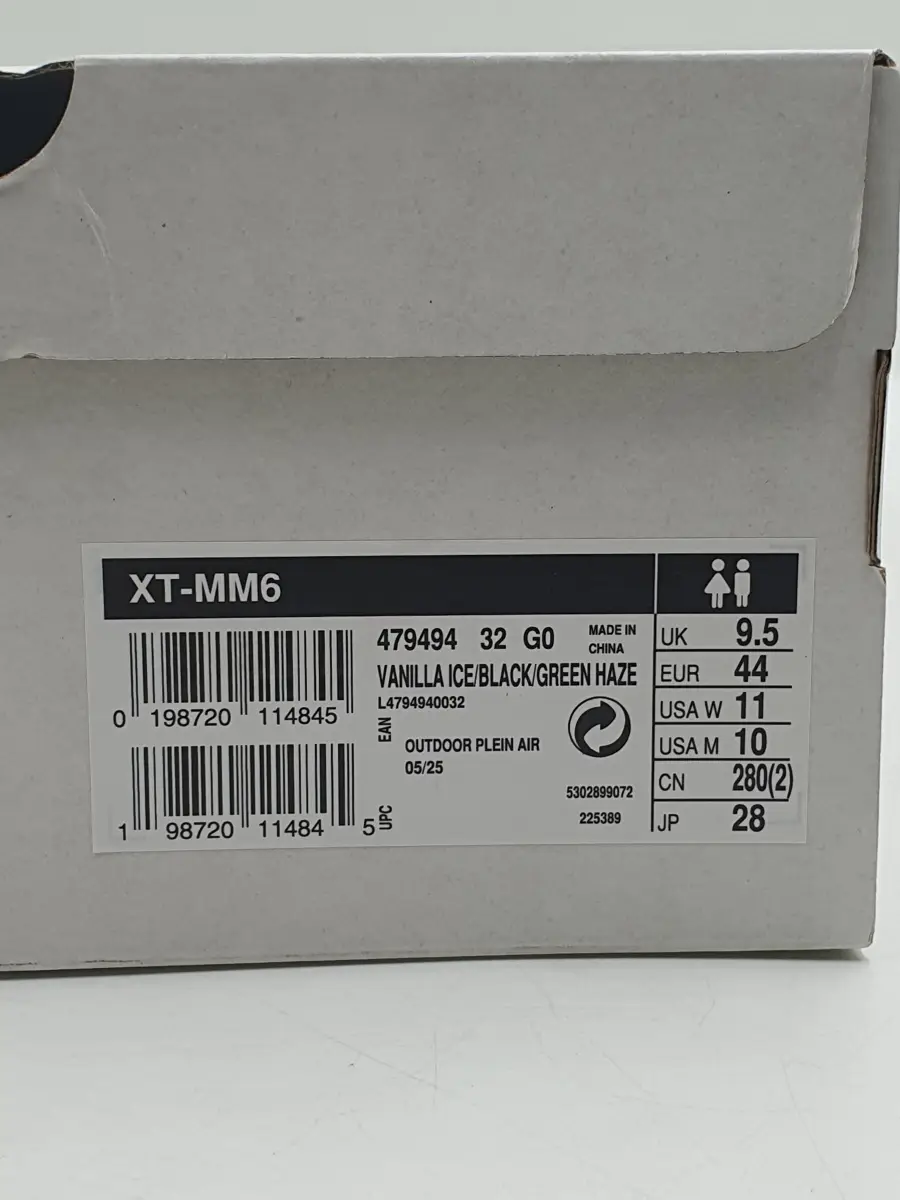 XT-MM6
479494 32 G0
MADE IN
CHINA
VANILLA ICE/BLACK/GREEN HAZE
L4794940032
EAN
0 198720 114845
OUTDOOR PLEIN AIR
05/25
5302899072
225389
UPC
1 98720 11484 5
UK 9.5
EUR 44
USA W 11
USA M 10
CN 280(2)
JP 28